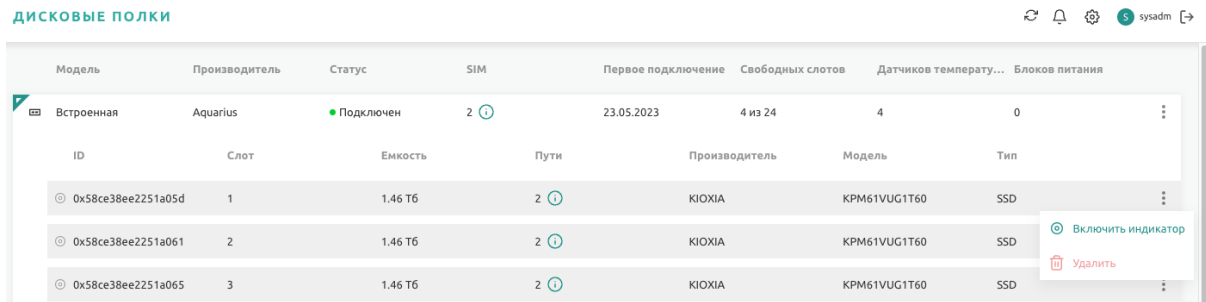 ДИСКОВЫЕ ПОЛКИ
S sysadm
Модель Производитель Статус SIM Первое подключение Свободных слотов Датчиков температу... Блоков питания
Встроенная Aquarius Подключен 2 23.05.2023 4 из 24 4 0
ID Слот Емкость Пути Производитель Модель Тип
0x58ce38ee2251a05d 1 1.46 Тб 2 KIOXIA KPM61VUG1T60 SSD
Включить индикатор
0x58ce38ee2251a061 2 1.46 Тб 2 KIOXIA KPM61VUG1T60 SSD
Удалить
0x58ce38ee2251a065 3 1.46 Тб 2 KIOXIA KPM61VUG1T60 SSD